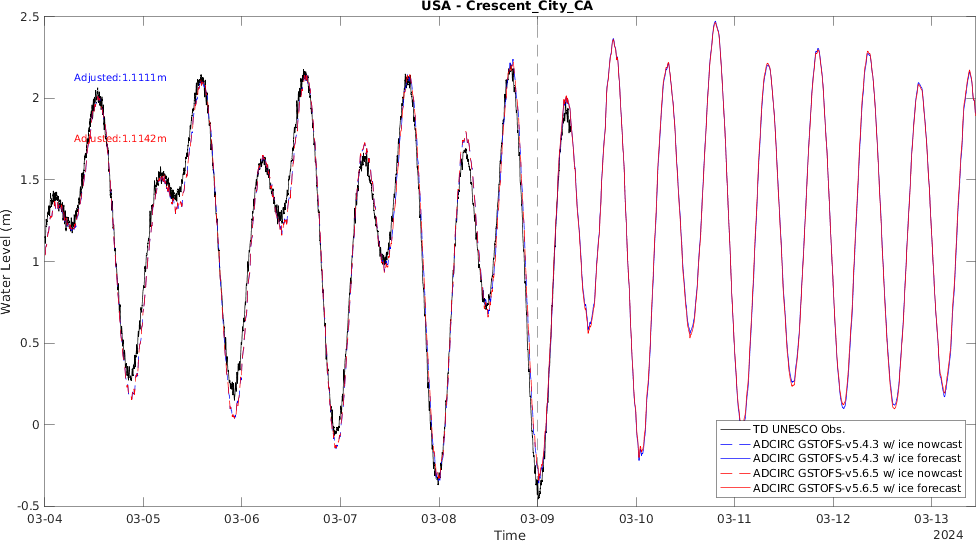 USA - Crescent_City_CA
2.5
2
1.5
1
0.5
0
-0.5
Water Level (m)
Adjusted:1.1111m
Adjusted:1.1142m
TD UNESCO Obs.
ADCIRC GSTOFS-v5.4.3 w/ ice nowcast
ADCIRC GSTOFS-v5.4.3 w/ ice forecast
ADCIRC GSTOFS-v5.6.5 w/ ice nowcast
ADCIRC GSTOFS-v5.6.5 w/ ice forecast
03-04 03-05 03-06 03-07 03-08 03-09 03-10 03-11 03-12 03-13
Time
2024